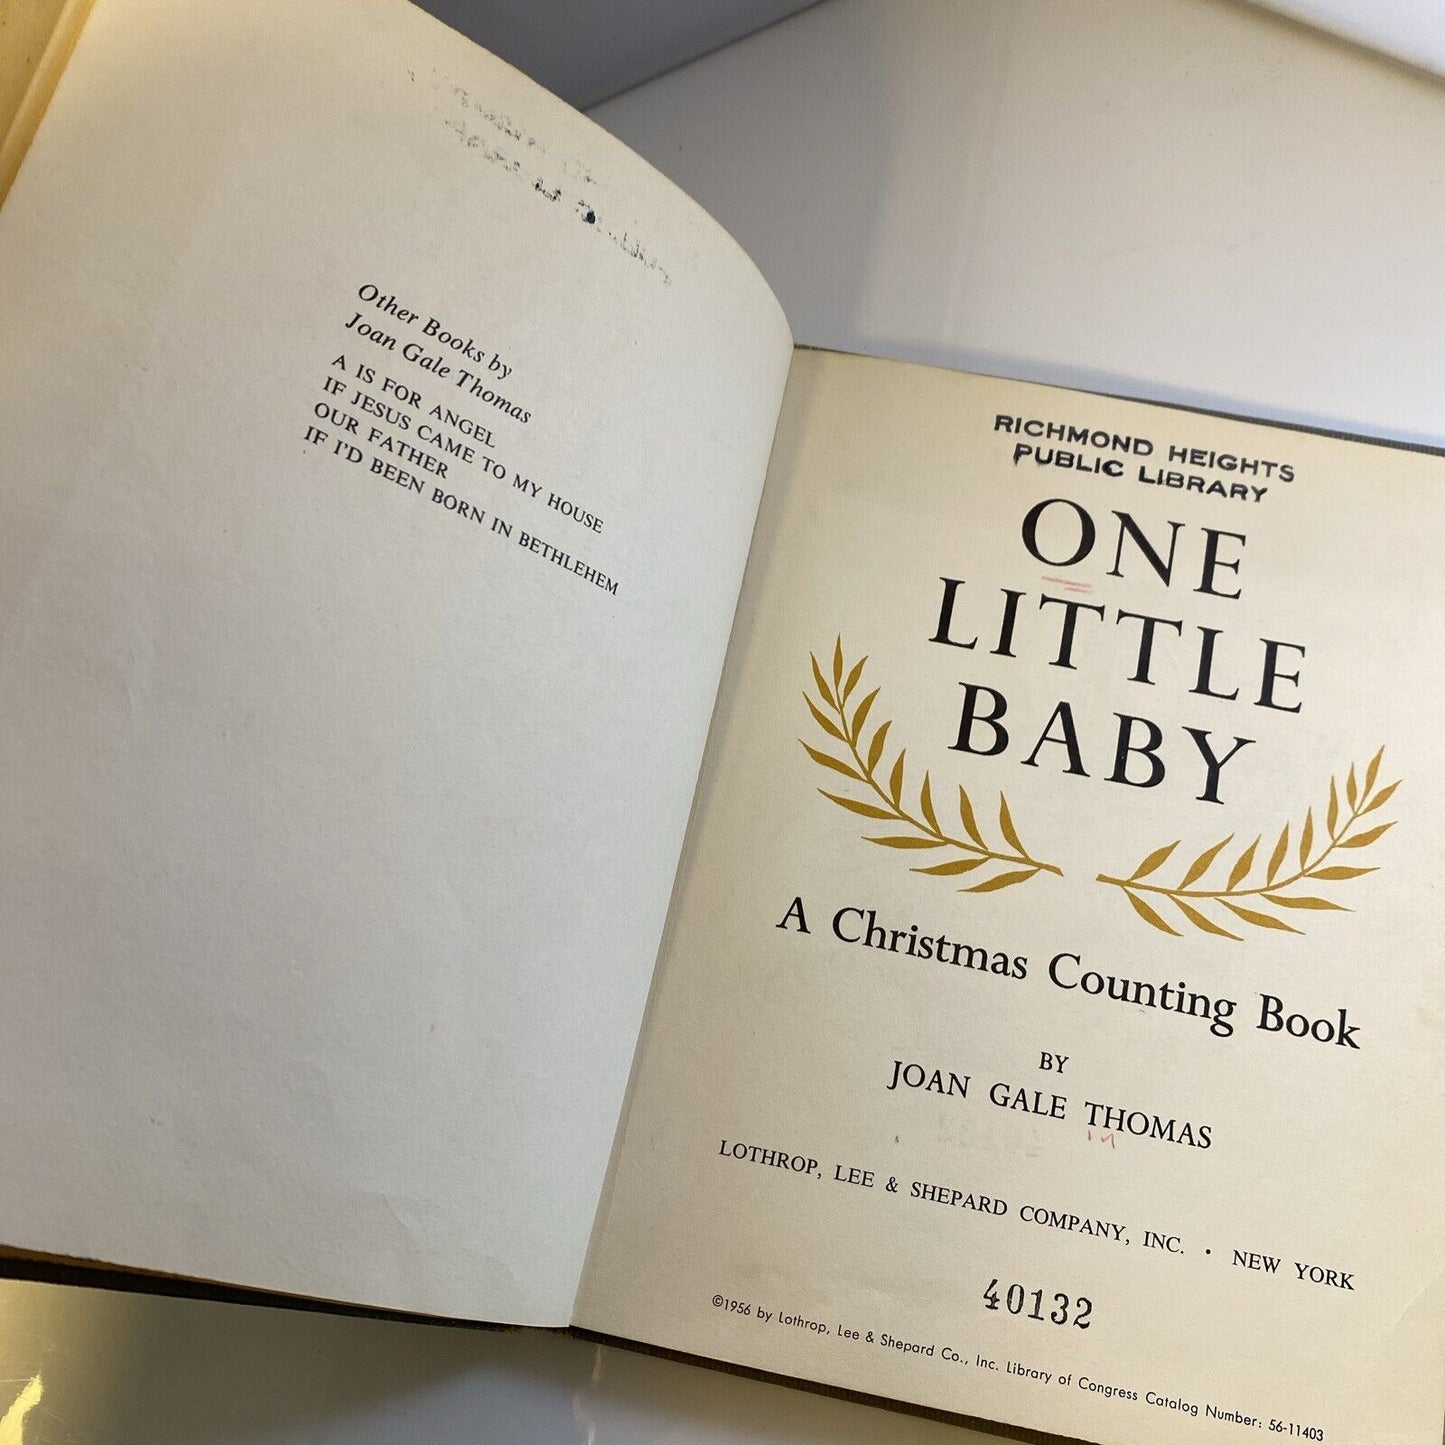 Other Books by
Joan Gale Thomas
A IS FOR ANGEL
IF JESUS CAME TO MY HOUSE
OUR FATHER
IF I'D BEEN BORN IN BETHLEHEM
RICHMOND HEIGHTS
PUBLIC LIBRARY
ONE
LITTLE
BABY
A Christmas Counting Book
BY
JOAN GALE THOMAS
LOTHROP, LEE & SHEPARD COMPANY, INC. • NEW YORK
40132
©1956 by Lothrop, Lee & Shepard Co., Inc. Library of Congress Catalog Number: 56-11403